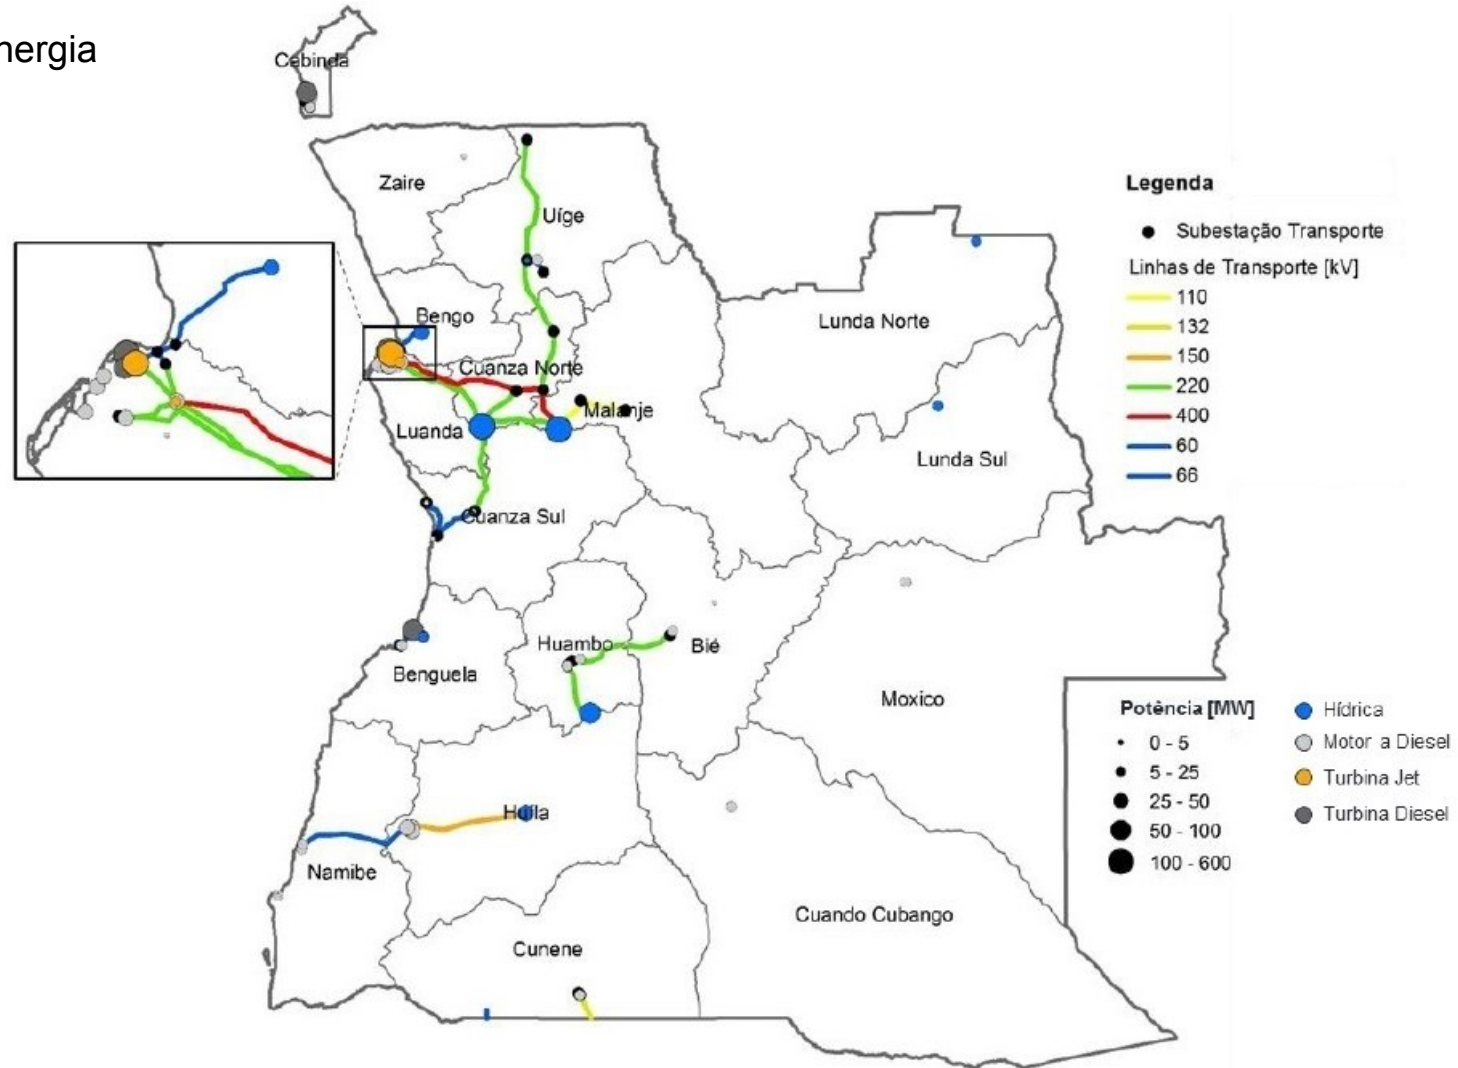 nergia
Cabinda
Zaire
Uíge
Bengo
Cuanza Norte
Malanje
Luanda
Cuanza Sul
Lunda Norte
Lunda Sul
Benguela
Huambo
Bié
Moxico
Huíla
Namibe
Cunene
Cuando Cubango
Legenda
Subestação Transporte
Linhas de Transporte [kV]
110
132
150
220
400
60
66
Potência [MW]
0 - 5
5 - 25
25 - 50
50 - 100
100 - 600
Hídrica
Motor a Diesel
Turbina Jet
Turbina Diesel